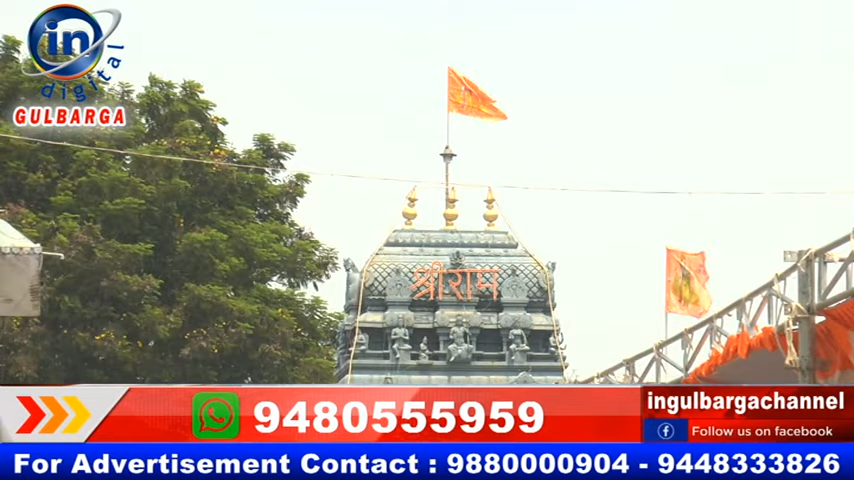 in
digital
GULBARGA
श्रीराम
9480555959
ingulbargachannel
f Follow us on facebook
For Advertisement Contact : 9880000904 - 9448333826